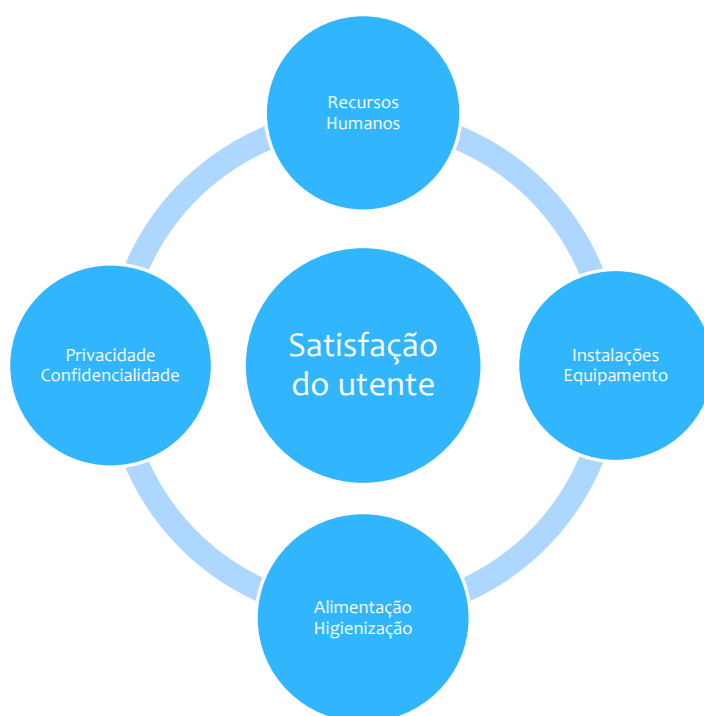 Recursos
Humanos
Satisfação
do utente
Privacidade
Confidencialidade
Instalações
Equipamento
Alimentação
Higienização